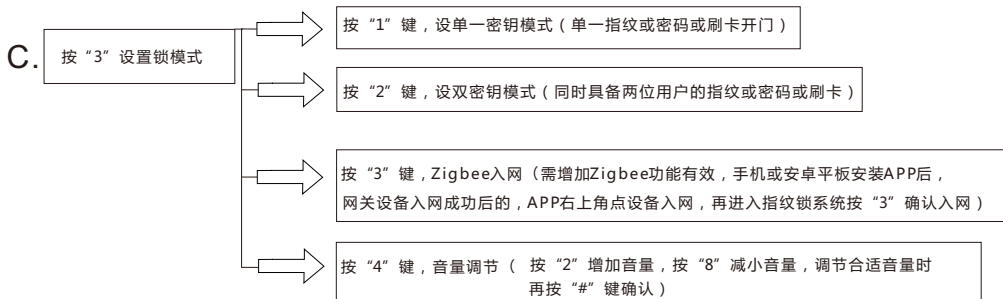 按“1”键，设单一密钥模式（单一指纹或密码或刷卡开门）
C.
按“3”设置锁模式
按“2”键，设双密钥模式（同时具备两位用户的指纹或密码或刷卡）
按“3”键，Zigbee入网（需增加Zigbee功能有效，手机或安卓平板安装APP后，
网关设备入网成功后的，APP右上角点设备入网，再进入指纹锁系统按“3”确认入网）
按“4”键，音量调节（ 按“2”增加音量，按“8”减小音量，调节合适音量时
再按“#”键确认）